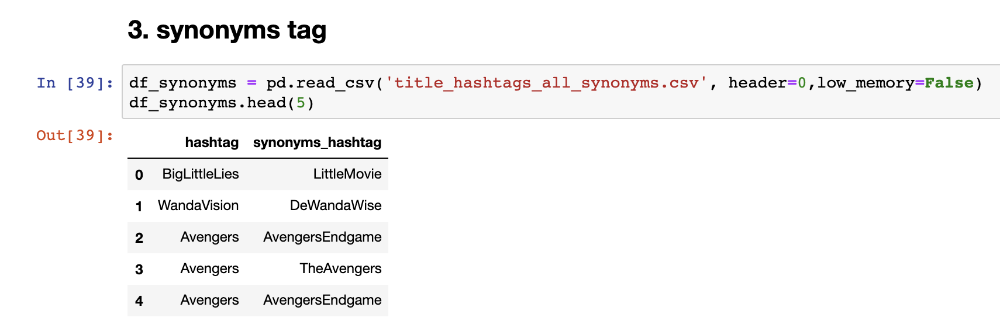 3. synonyms tag
In [39]: df_synonyms = pd.read_csv('title_hashtags_all_synonyms.csv', header=0,low_memory=False)
df_synonyms.head(5)
Out[39]:
hashtag synonyms_hashtag
0 BigLittleLies LittleMovie
1 WandaVision DeWandaWise
2 Avengers AvengersEndgame
3 Avengers TheAvengers
4 Avengers AvengersEndgame